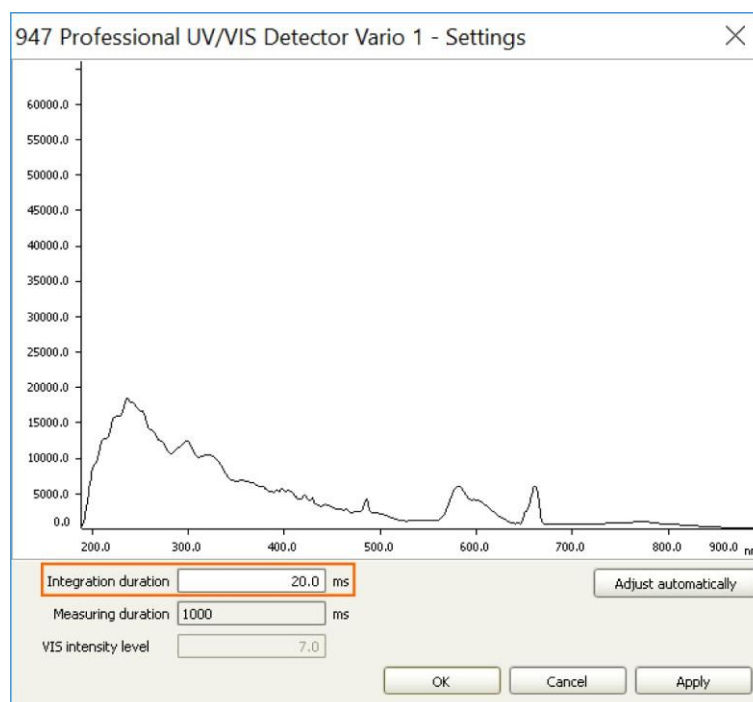 947 Professional UV/VIS Detector Vario 1 - Settings
60000.0
55000.0
50000.0
45000.0
40000.0
35000.0
30000.0
25000.0
20000.0
15000.0
10000.0
5000.0
0.0
200.0 300.0 400.0 500.0 600.0 700.0 800.0 900.0
Integration duration 20.0 ms Adjust automatically
Measuring duration 1000 ms
VIS intensity level 7.0
OK Cancel Apply